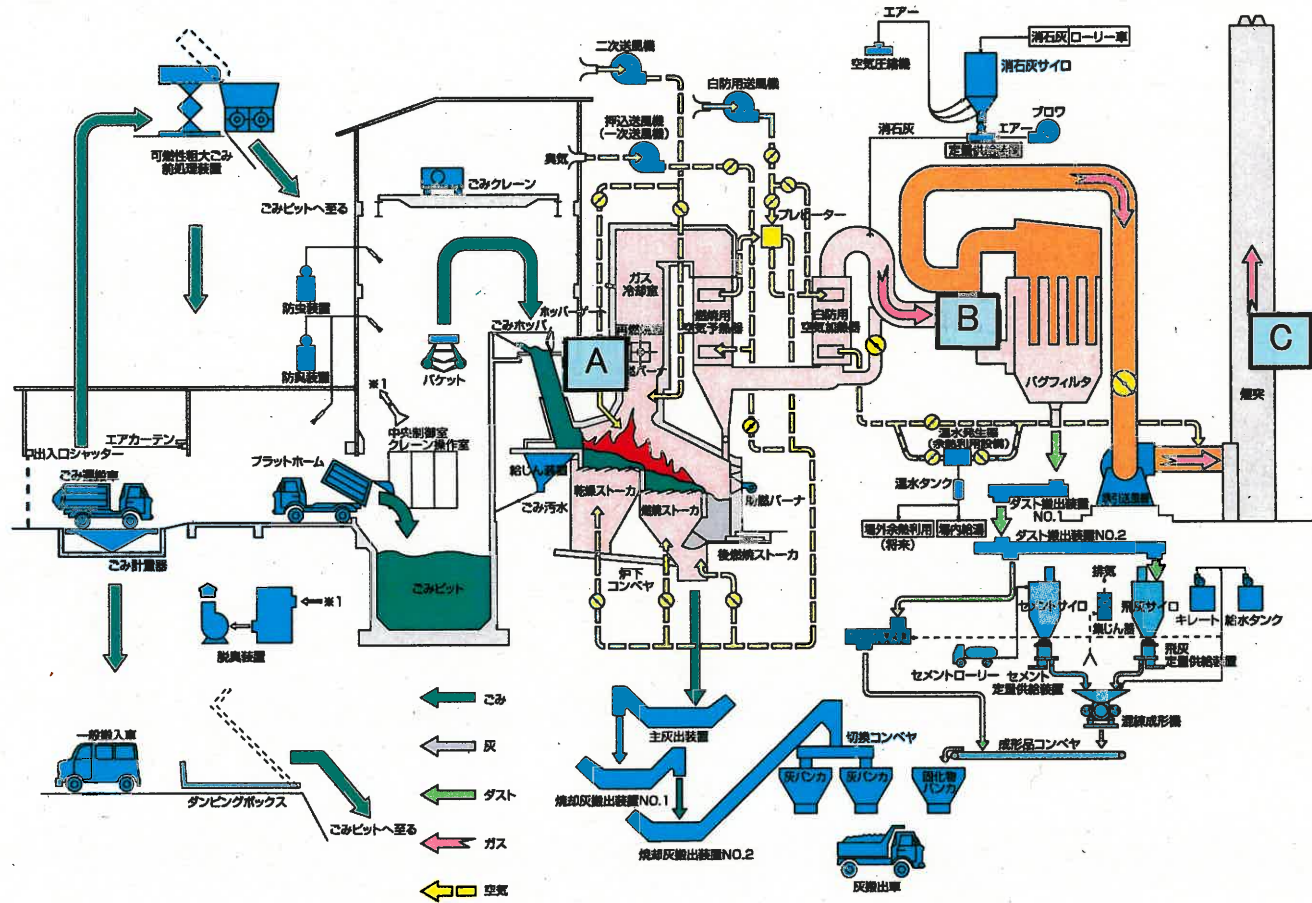 エアー
消石灰
ローリー車
空気圧縮機
消石灰サイロ
二次送風機
白防用送風機
押込送風機
(一次送風機)
臭気
消石灰
エアー
ブロワ
定量供給装置
可燃性粗大ごみ
前処理装置
ごみピットへ至る
ごみクレーン
プレヒーター
ガス
冷却室
燃焼用
空気予熱器
白防用
空気加熱器
防虫装置
防臭装置
ホッパーゲート
ごみホッパ
バケット
A
B
C
バグフィルタ
煙突
※1
中央制御室
クレーン操作室
エアカーテン
出入口シャッター
ごみ運搬車
プラットホーム
給じん装置
ごみ汚水
乾燥ストーカ
燃焼ストーカ
助燃バーナ
後燃焼ストーカ
炉下
コンベヤ
温水発生器
(余熱利用設備)
温水タンク
場外余熱利用
(将来)
場内給湯
誘引送風機
ダスト搬出装置
NO.1
ダスト搬出装置NO.2
ごみ計量器
ごみピット
※1
脱臭装置
排気
セメントサイロ
集じん器
飛灰サイロ
キレート
給水タンク
セメントローリー
セメント
定量供給装置
飛灰
定量供給装置
混練成形機
成形品コンベヤ
ごみ
灰
ダスト
ガス
空気
主灰出装置
切換コンベヤ
灰バンカ
灰バンカ
固化物
バンカ
焼却灰搬出装置NO.1
焼却灰搬出装置NO.2
灰搬出車
一般搬入車
ダンピングボックス
ごみピットへ至る